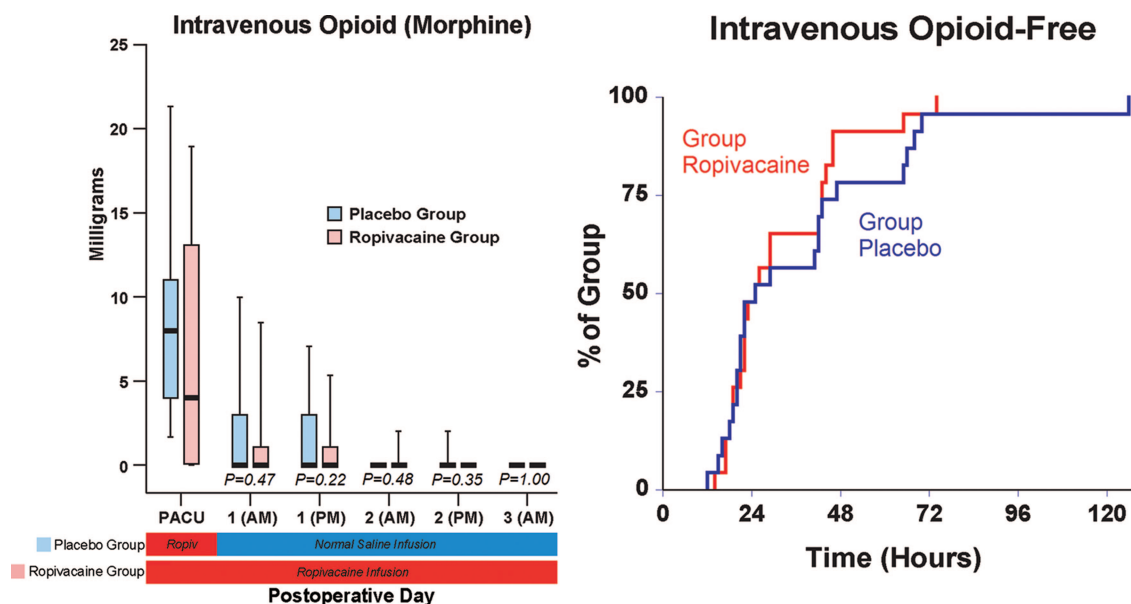 Intravenous Opioid (Morphine)
25
20
15
10
5
0
Milligrams
Placebo Group
Ropivacaine Group
P=0.47
P=0.22
P=0.48
P=0.35
P=1.00
PACU
1 (AM)
1 (PM)
2 (AM)
2 (PM)
3 (AM)
Placebo Group
Ropiv
Normal Saline Infusion
Ropivacaine Group
Ropivacaine Infusion
Postoperative Day
Intravenous Opioid-Free
100
75
50
25
0
% of Group
Group
Ropivacaine
Group
Placebo
0
24
48
72
96
120
Time (Hours)